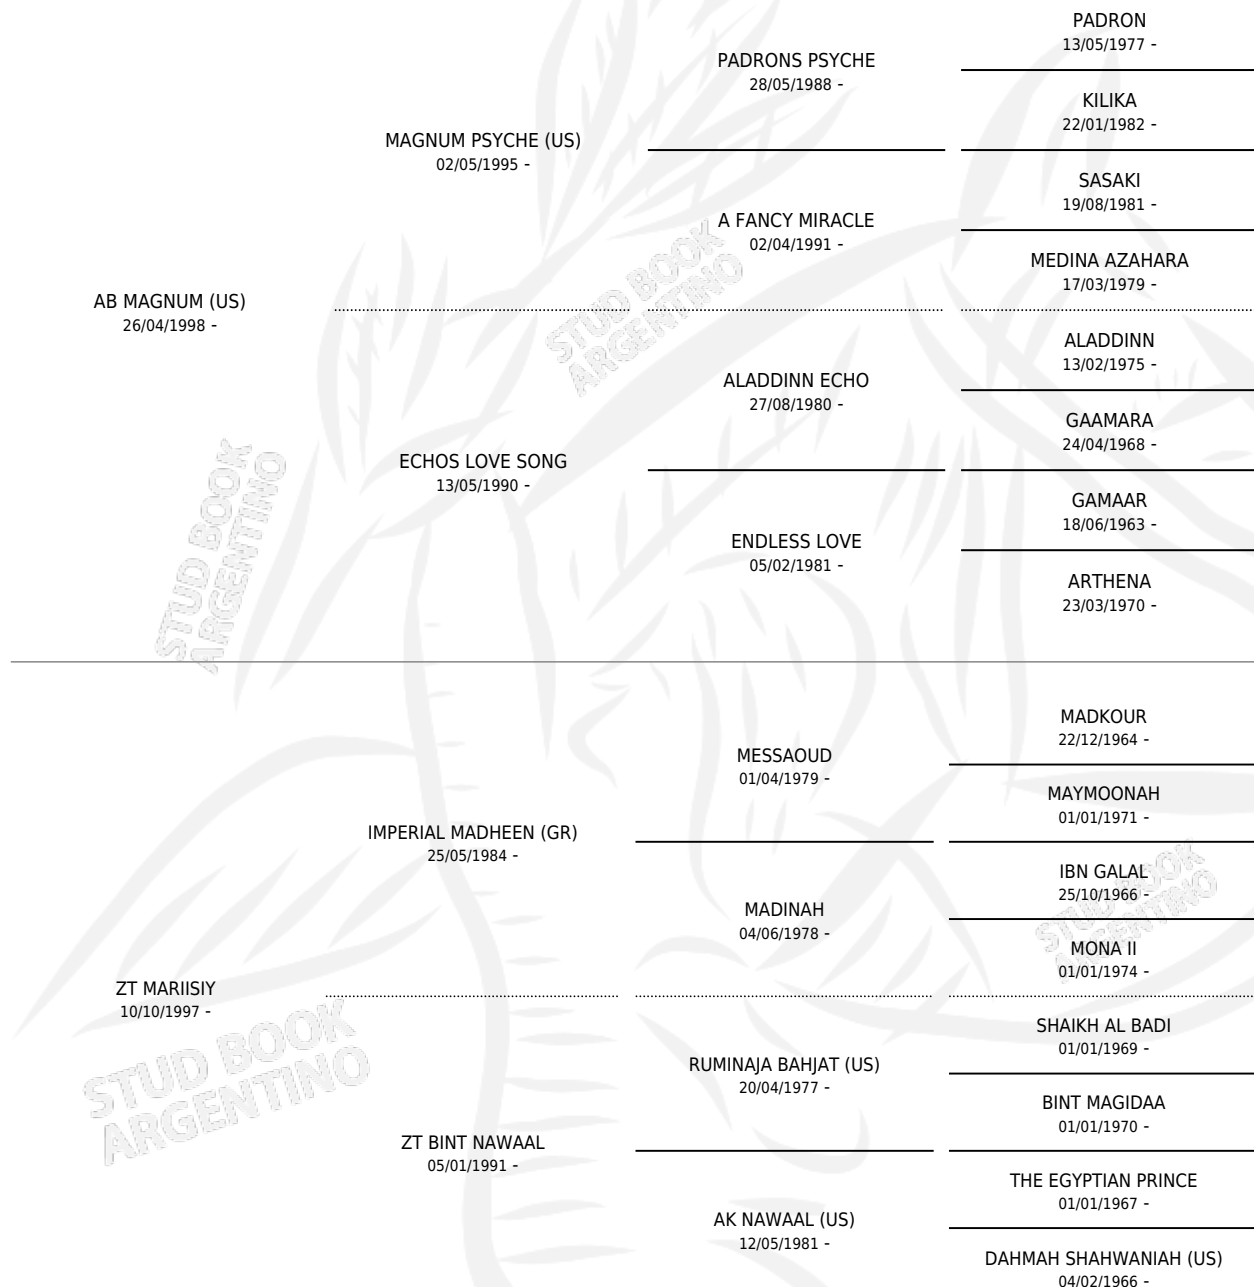 PADRON
13/05/1977 -
PADRONS PSYCHE
28/05/1988 -
KILIKA
22/01/1982 -
MAGNUM PSYCHE (US)
02/05/1995 -
SASAKI
19/08/1981 -
A FANCY MIRACLE
02/04/1991 -
MEDINA AZAHARA
17/03/1979 -
AB MAGNUM (US)
26/04/1998 -
STUD BOOK
ARGENTINO
ALADDINN
13/02/1975 -
ALADDINN ECHO
27/08/1980 -
GAAMARA
24/04/1968 -
ECHOS LOVE SONG
13/05/1990 -
GAMAAR
18/06/1963 -
ENDLESS LOVE
05/02/1981 -
ARTHENA
23/03/1970 -
STUD BOOK
ARGENTINO
MADKOUR
22/12/1964 -
MESSAOUD
01/04/1979 -
MAYMOONAH
01/01/1971 -
IMPERIAL MADHEEN (GR)
25/05/1984 -
IBN GALAL
25/10/1966 -
MADINAH
04/06/1978 -
STUD BOOK
ARGENTINO
MONA II
01/01/1974 -
ZT MARIISIY
10/10/1997 -
SHAIKH AL BADI
01/01/1969 -
RUMINAJA BAHJAT (US)
20/04/1977 -
STUD BOOK
ARGENTINO
BINT MAGIDAA
01/01/1970 -
ZT BINT NAWAAL
05/01/1991 -
THE EGYPTIAN PRINCE
01/01/1967 -
AK NAWAAL (US)
12/05/1981 -
DAHMAH SHAHWANIAH (US)
04/02/1966 -